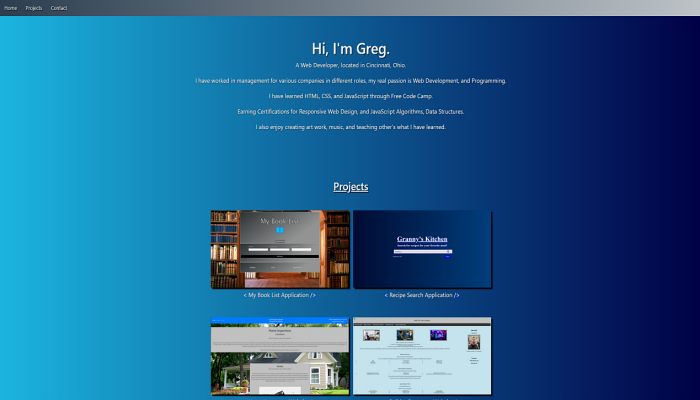 Home Projects Contact
Hi, I'm Greg.
A Web Developer, located in Cincinnati, Ohio.
I have worked in management for various companies in different roles, my real passion is Web Development, and Programming.
I have learned HTML, CSS, and JavaScript through Free Code Camp.
Earning Certifications for Responsive Web Design, and JavaScript Algorithms, Data Structures.
I also enjoy creating art work, music, and teaching other's what I have learned.
Projects
My Book List
Granny's Kitchen
< My Book List Application />
< Recipe Search Application />